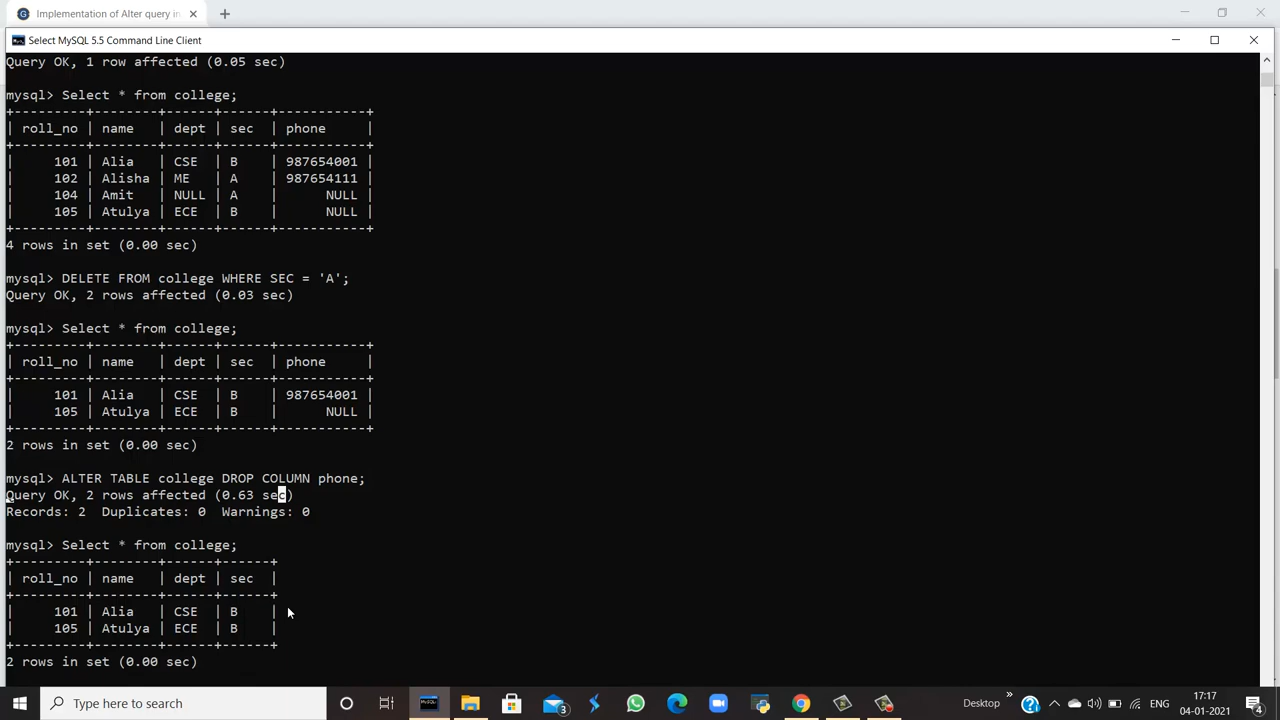 Implementation of Alter query in
Select MySQL 5.5 Command Line Client
Query OK, 1 row affected (0.05 sec)
mysql> Select * from college;
+---------+--------+------+------+-----------+
| roll_no | name   | dept | sec  | phone     |
+---------+--------+------+------+-----------+
|     101 | Alia   | CSE  | B    | 987654001 |
|     102 | Alisha | ME   | A    | 987654111 |
|     104 | Amit   | NULL | A    |      NULL |
|     105 | Atulya | ECE  | B    |      NULL |
+---------+--------+------+------+-----------+
4 rows in set (0.00 sec)
mysql> DELETE FROM college WHERE SEC = 'A';
Query OK, 2 rows affected (0.03 sec)
mysql> Select * from college;
+---------+--------+------+------+-----------+
| roll_no | name   | dept | sec  | phone     |
+---------+--------+------+------+-----------+
|     101 | Alia   | CSE  | B    | 987654001 |
|     105 | Atulya | ECE  | B    |      NULL |
+---------+--------+------+------+-----------+
2 rows in set (0.00 sec)
mysql> ALTER TABLE college DROP COLUMN phone;
Query OK, 2 rows affected (0.63 sec)
Records: 2  Duplicates: 0  Warnings: 0
mysql> Select * from college;
+---------+--------+------+------+
| roll_no | name   | dept | sec  |
+---------+--------+------+------+
|     101 | Alia   | CSE  | B    |
|     105 | Atulya | ECE  | B    |
+---------+--------+------+------+
2 rows in set (0.00 sec)
Type here to search
3
Desktop
ENG
17:17
04-01-2021
4